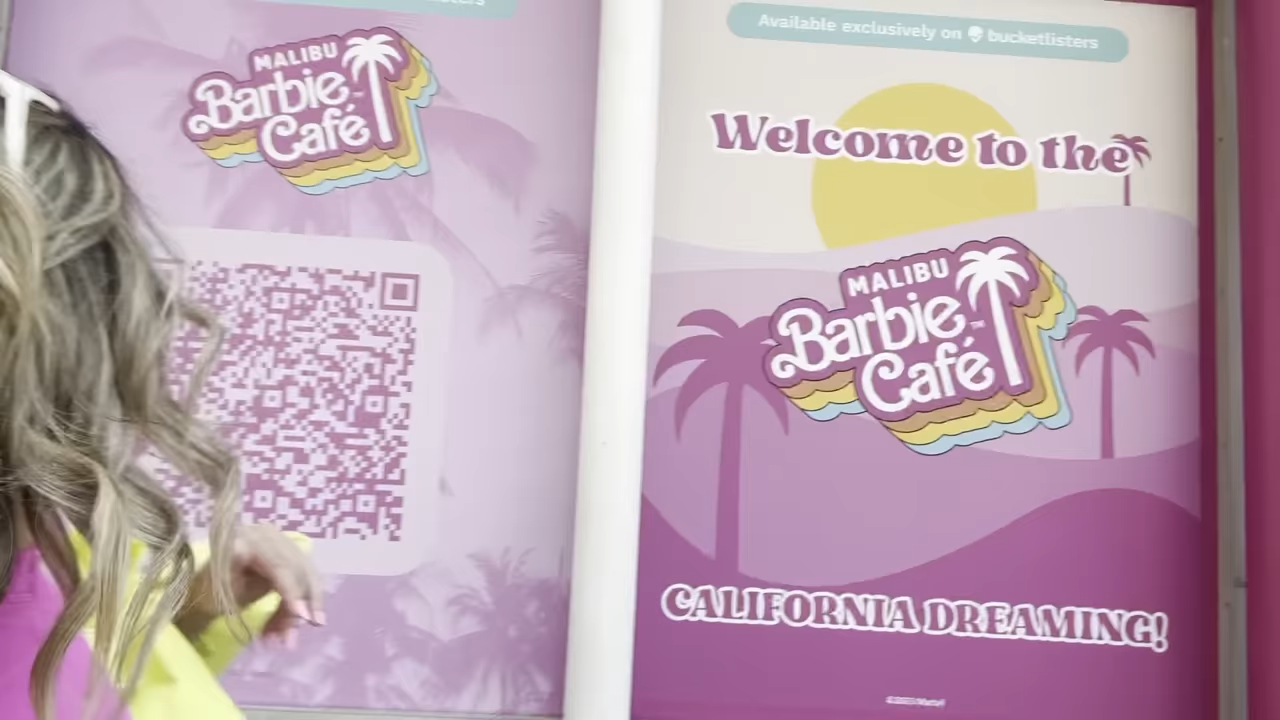 MALIBU
Barbie
Café
Available exclusively on bucketlisters
Welcome to the
MALIBU
Barbie
Café
CALIFORNIA DREAMING!